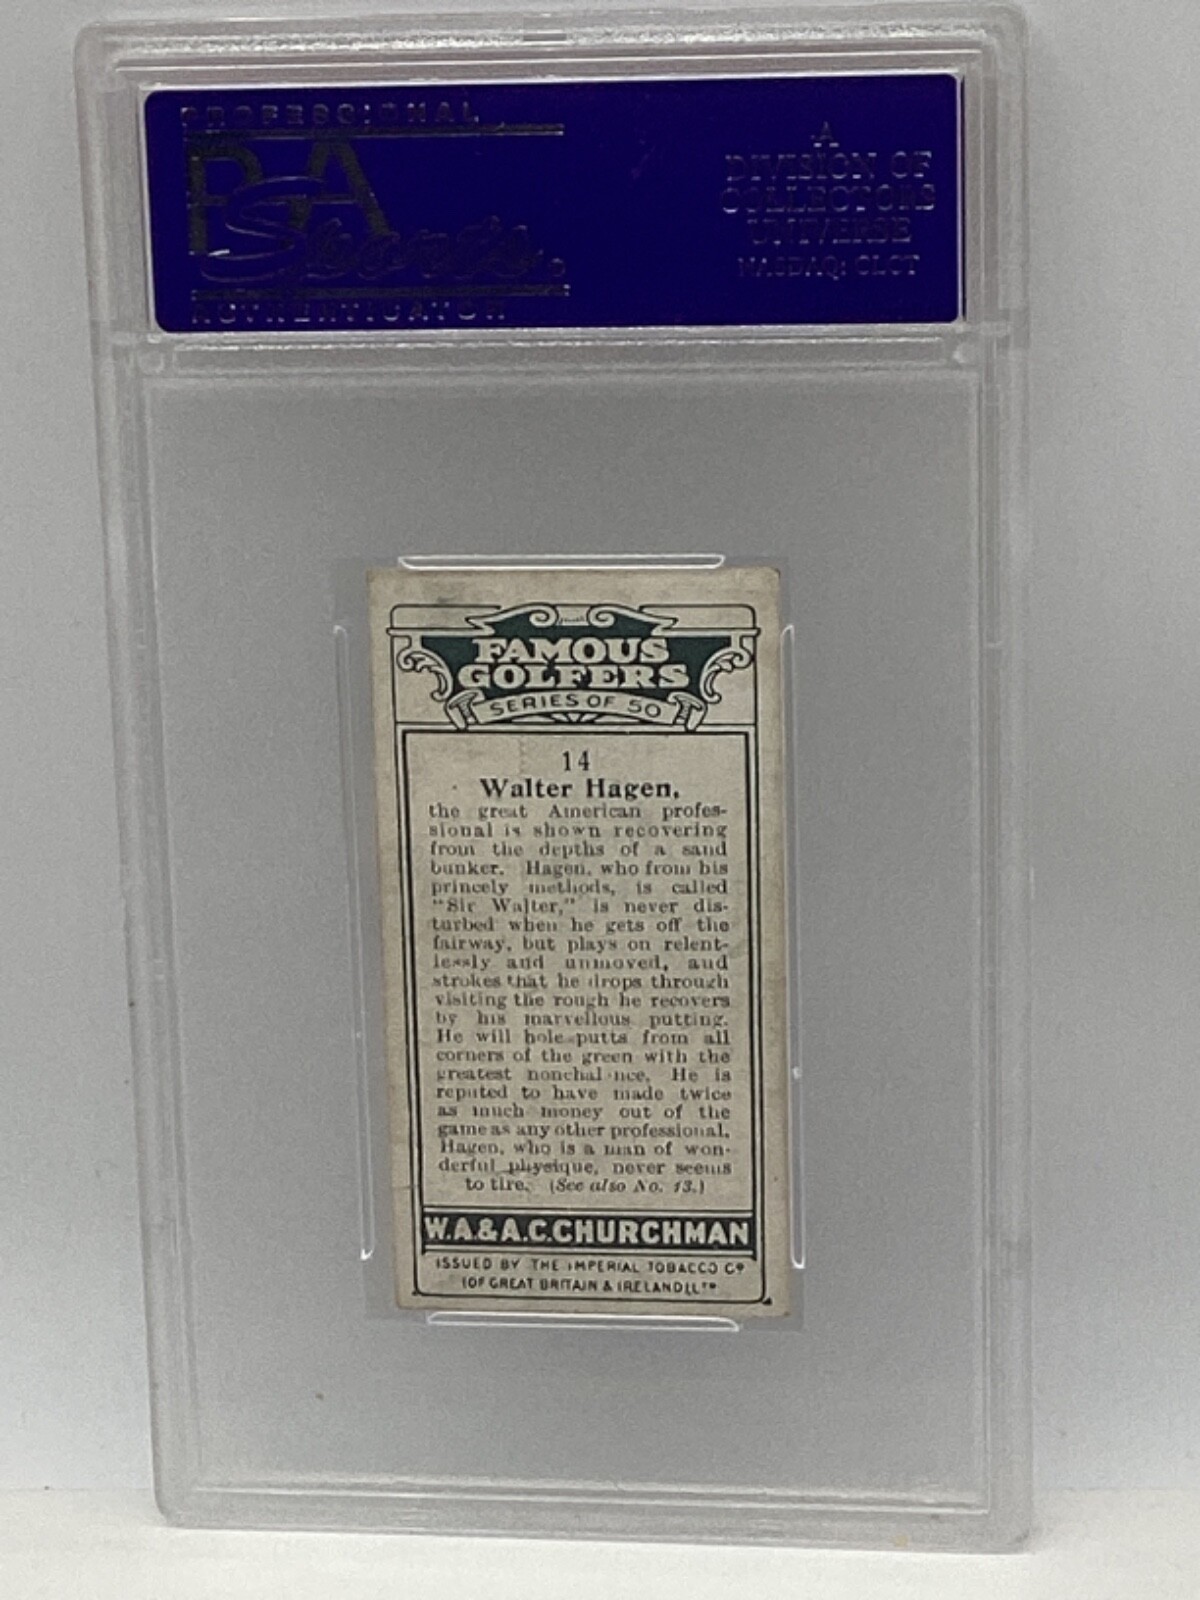 PROFESSIONAL
PSA
Sports
AUTHENTICATOR
A
DIVISION OF
COLLECTORS
UNIVERSE
NASDAQ: CLCT
FAMOUS
GOLFERS
SERIES OF 50
14
Walter Hagen,
the great American profes-
sional is shown recovering
from the depths of a sand
bunker. Hagen, who from his
princely methods, is called
"Sir Walter," is never dis-
turbed when he gets off the
fairway, but plays on relent-
lessly and unmoved, and
strokes that he drops through
visiting the rough he recovers
by his marvellous putting.
He will hole putts from all
corners of the green with the
greatest nonchalance. He is
reputed to have made twice
as much money out of the
game as any other professional.
Hagen, who is a man of won-
derful physique, never seems
to tire. (See also No. 13.)
W.A.&A.C.CHURCHMAN
ISSUED BY THE IMPERIAL TOBACCO CO
(OF GREAT BRITAIN & IRELAND) LTD